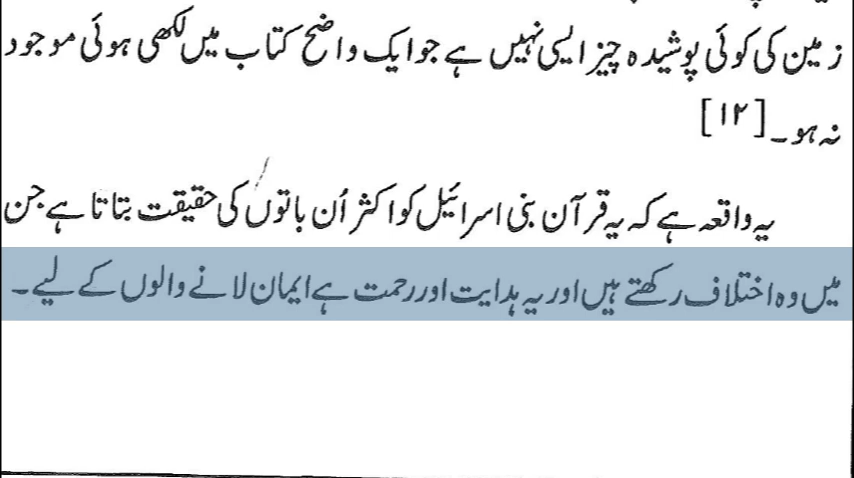 زمین کی کوئی پوشیدہ چیز ایسی نہیں ہے جو ایک واضح کتاب میں لکھی ہوئی موجود
نہ ہو۔ [۱۲]
یہ واقعہ ہے کہ یہ قرآن بنی اسرائیل کو اکثر اُن باتوں کی حقیقت بتاتا ہے جن
میں وہ اختلاف رکھتے ہیں اور یہ ہدایت اور رحمت ہے ایمان لانے والوں کے لیے۔